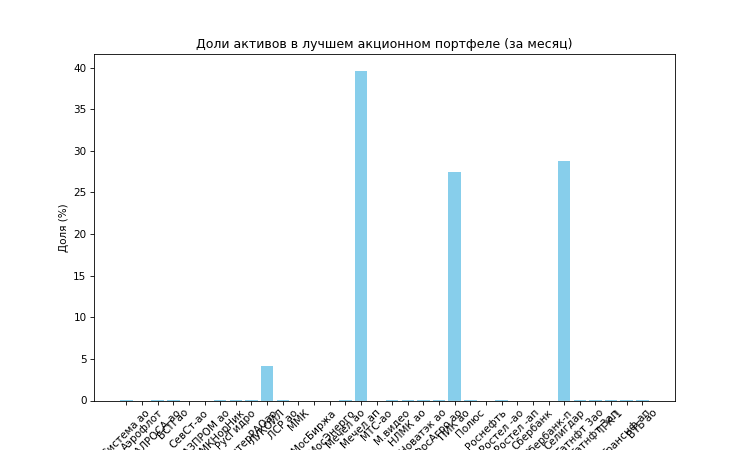 Доли активов в лучшем акционном портфеле (за месяц)
Доля (%)
40
35
30
25
20
15
10
5
0
Система ао
Аэрофлот
АЛРОСА ао
ВСП ао
СевСт-ао
ГАЗПРОМ ао
ГМКНорНик
РусГидро
ИнтерРАОао
ЛУКОЙЛ
ЛСР ао
ММК
МосБиржа
МосЭнерго
Мечел ао
Мечел ап
МТС-ао
М.видео
НЛМК ао
Новатэк ао
ФосАгро ао
ПИК ао
Полюс
Роснефть
Ростел -ао
Ростел -ап
Сбербанк
Сбербанк-п
Селигдар
Татнфт 3ао
Татнфт 3ап
Транснф ап
ВТБ ао